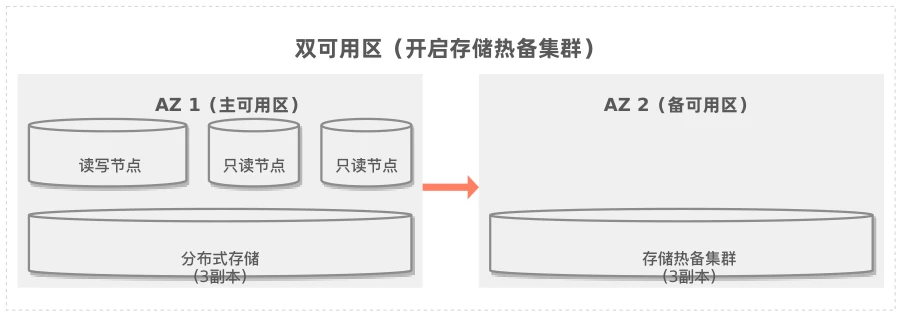 双可用区（开启存储热备集群）
AZ 1（主可用区）
AZ 2（备可用区）
读写节点
只读节点
只读节点
分布式存储
(3副本)
存储热备集群
(3副本)